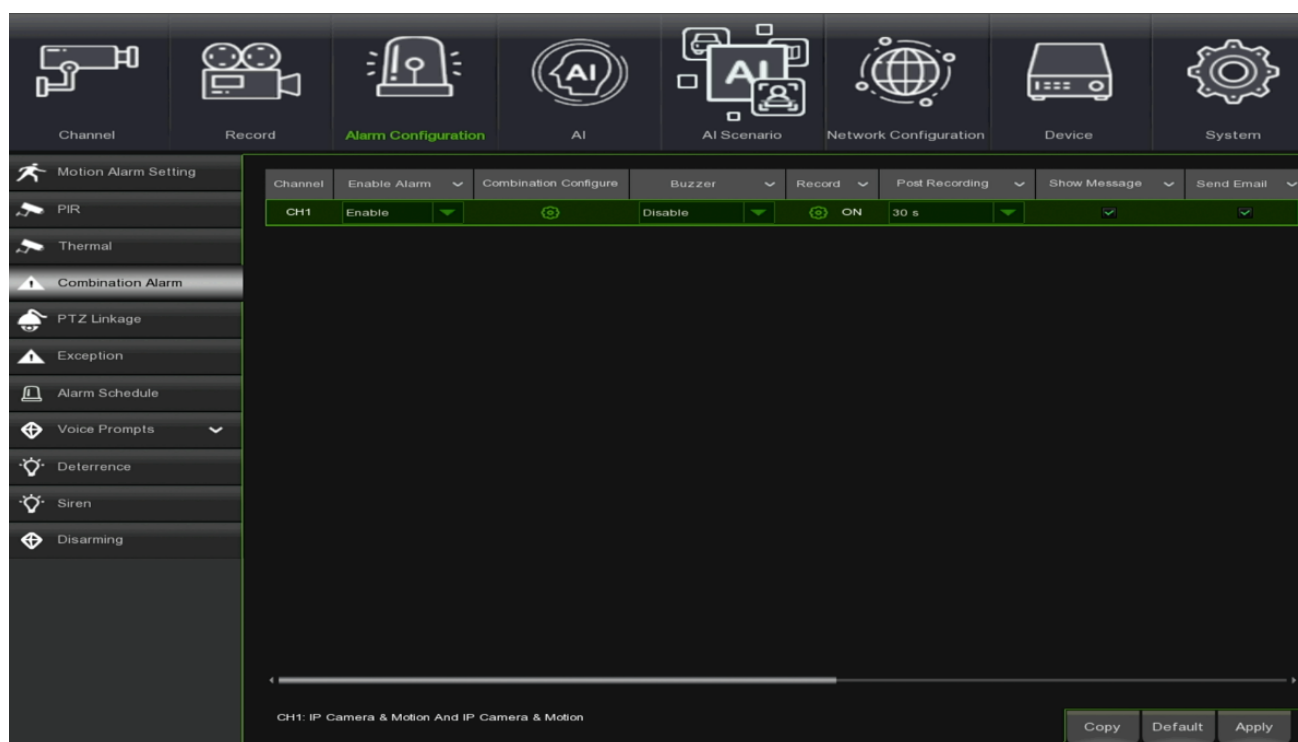 Channel Record Alarm Configuration AI AI Scenario Network Configuration Device System
Motion Alarm Setting
PIR
Thermal
Combination Alarm
PTZ Linkage
Exception
Alarm Schedule
Voice Prompts
Deterrence
Siren
Disarming
Channel Enable Alarm Combination Configure Buzzer Record Post Recording Show Message Send Email
CH1 Enable Disable ON 30 s
CH1: IP Camera & Motion And IP Camera & Motion
Copy Default Apply